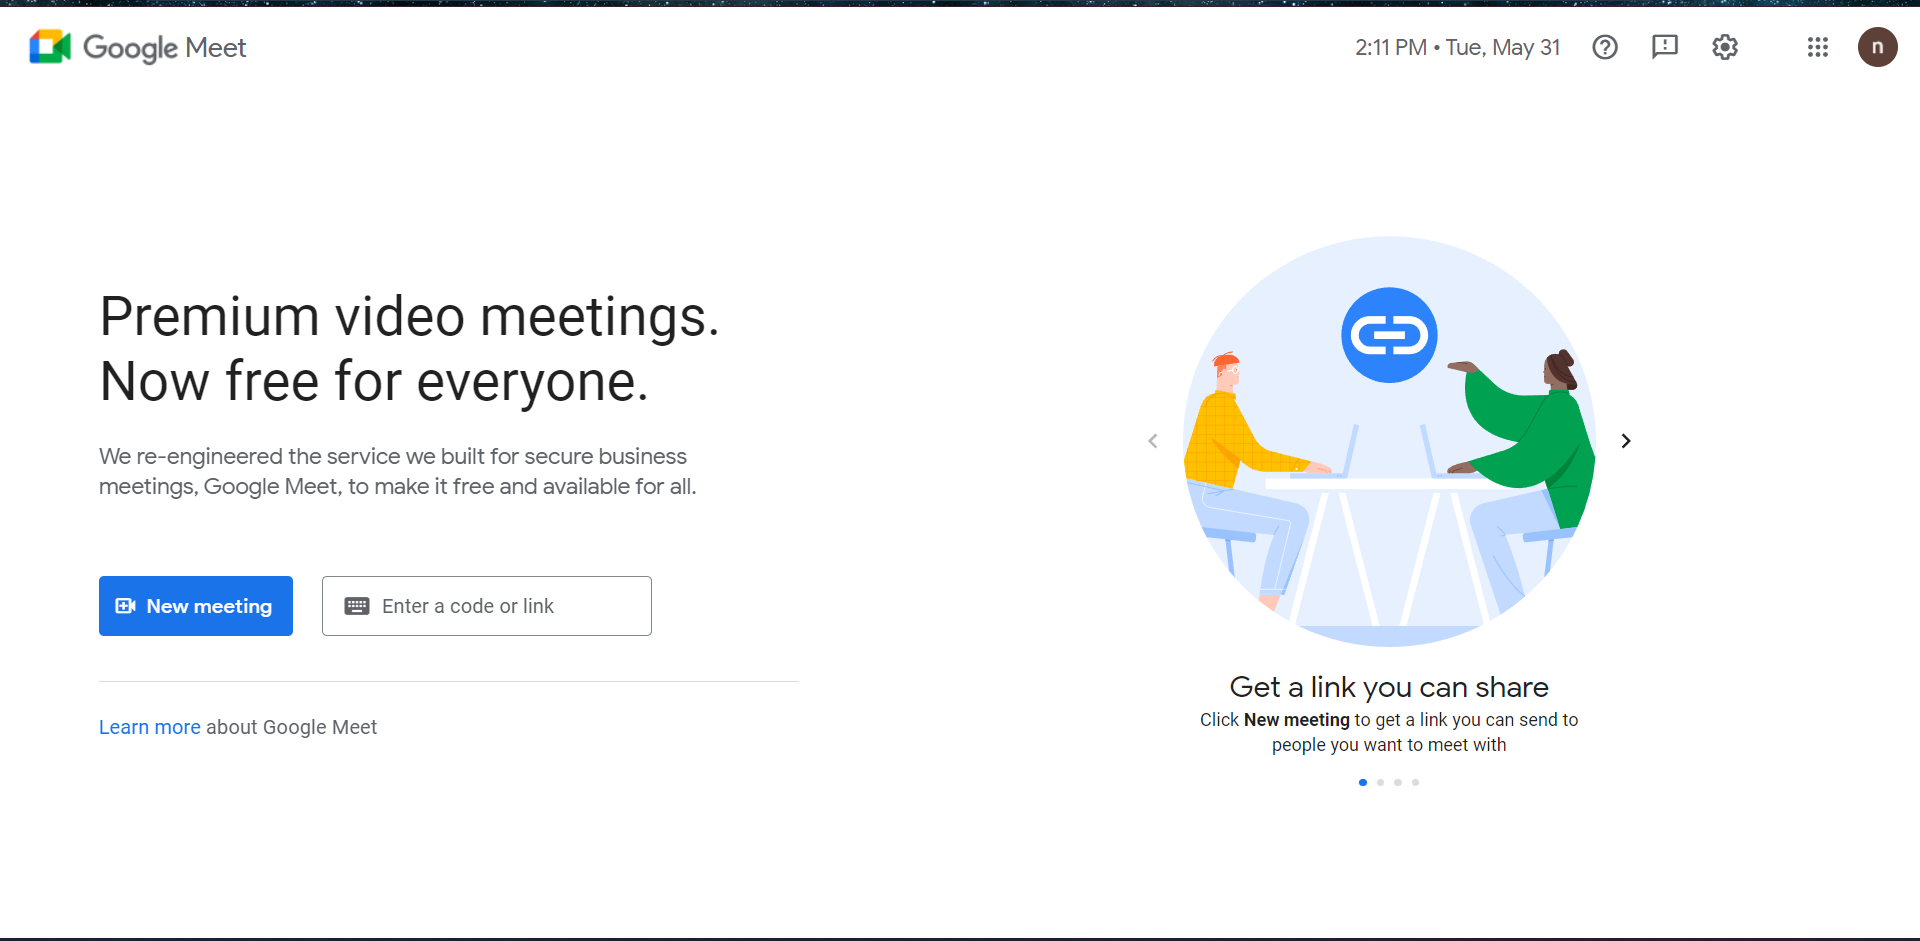 Google Meet
2:11 PM • Tue, May 31
n
Premium video meetings.
Now free for everyone.
We re-engineered the service we built for secure business
meetings, Google Meet, to make it free and available for all.
New meeting
Enter a code or link
Learn more about Google Meet
Get a link you can share
Click New meeting to get a link you can send to
people you want to meet with